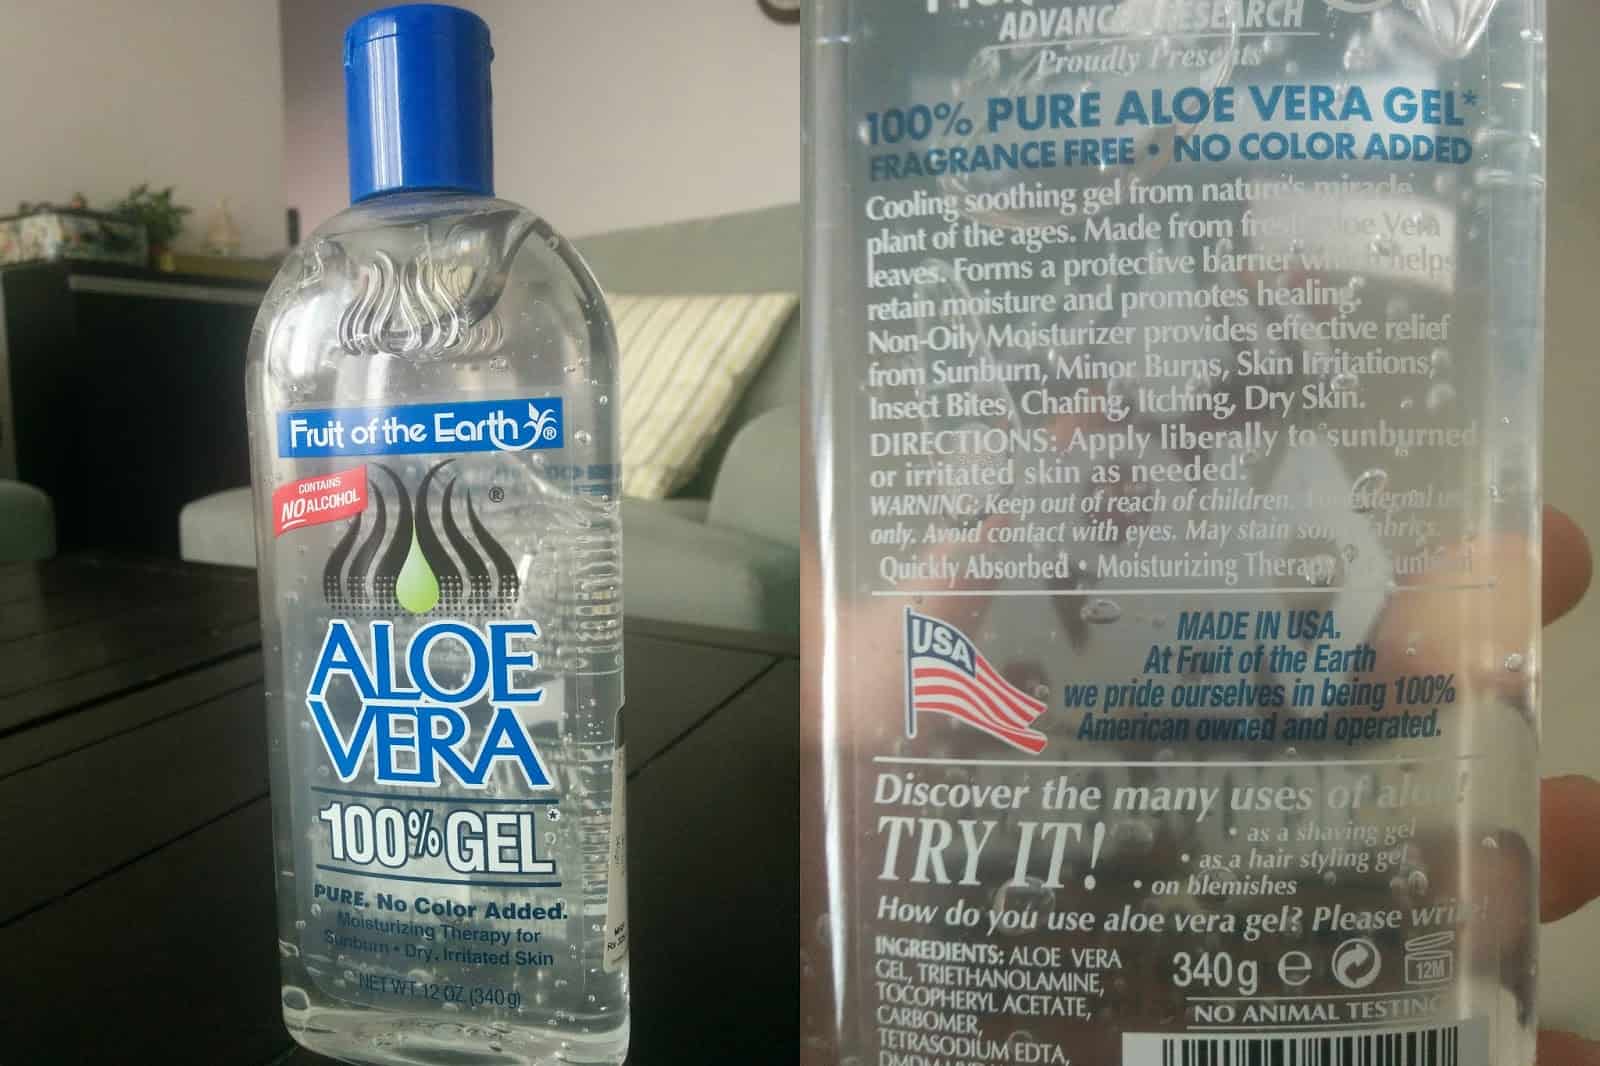 Fruit of the Earth®
CONTAINS
NO ALCOHOL
®
ALOE
VERA
100% GEL*
PURE. No Color Added.
Moisturizing Therapy for
Sunburn • Dry, Irritated Skin
NET WT. 12 OZ. (340g)
ADVANCED RESEARCH
Proudly Presents
100% PURE ALOE VERA GEL*
FRAGRANCE FREE • NO COLOR ADDED
Cooling soothing gel from nature's miracle
plant of the ages. Made from fresh Aloe Vera
leaves. Forms a protective barrier which helps
retain moisture and promotes healing.
Non-Oily Moisturizer provides effective relief
from Sunburn, Minor Burns, Skin Irritations,
Insect Bites, Chafing, Itching, Dry Skin.
DIRECTIONS: Apply liberally to sunburned
or irritated skin as needed.
WARNING: Keep out of reach of children. For external use
only. Avoid contact with eyes. May stain some fabrics.
Quickly Absorbed • Moisturizing Therapy for Sunburn
USA
MADE IN USA.
At Fruit of the Earth
we pride ourselves in being 100%
American owned and operated.
Discover the many uses of aloe!
TRY IT!
• as a shaving gel
• as a hair styling gel
• on blemishes
How do you use aloe vera gel? Please write!
INGREDIENTS: ALOE VERA
GEL, TRIETHANOLAMINE,
TOCOPHERYL ACETATE,
CARBOMER,
TETRASODIUM EDTA,
340g e
12M
NO ANIMAL TESTING